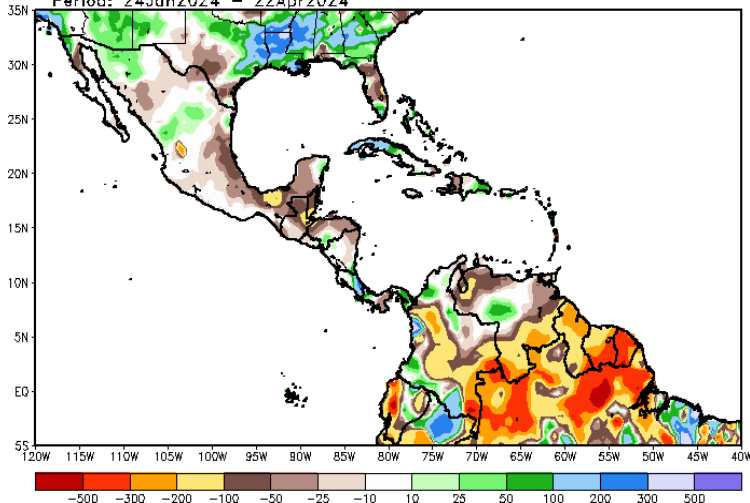 Period: 24Jan2024 – 22Apr2024
35N
30N
25N
20N
15N
10N
5N
EQ
5S
120W 115W 110W 105W 100W 95W 90W 85W 80W 75W 70W 65W 60W 55W 50W 45W 40W
-500 -300 -200 -100 -50 -25 -10 10 25 50 100 200 300 500